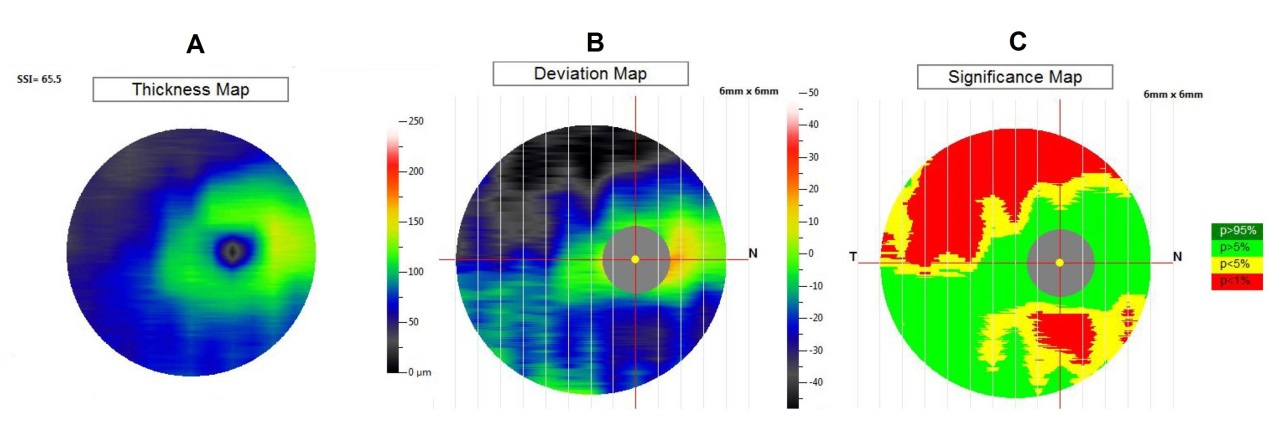 A
B
C
SSI= 65.5
Thickness Map
Deviation Map
Significance Map
6mm x 6mm
6mm x 6mm
250
200
150
100
50
0 µm
N
50
40
30
20
10
0
-10
-20
-30
-40
T
N
p>95%
p>5%
p<5%
p<1%